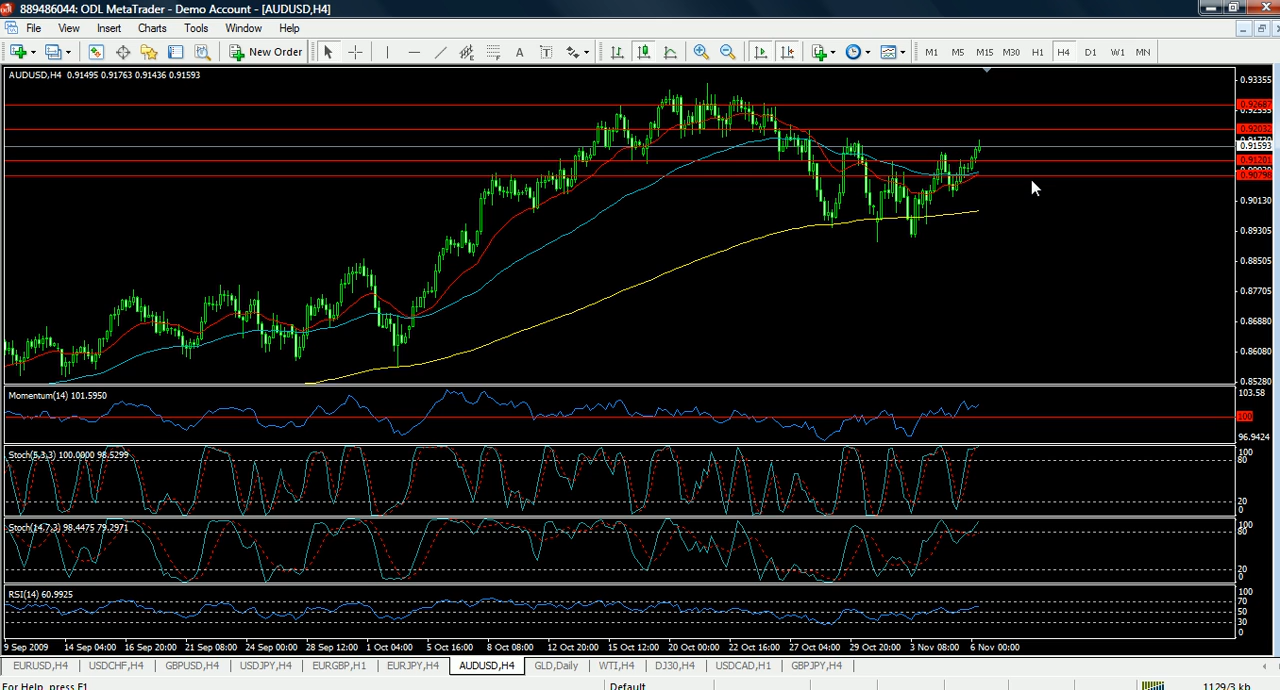 889486044: ODL MetaTrader - Demo Account - [AUDUSD,H4]
File View Insert Charts Tools Window Help
New Order A T M1 M5 M15 M30 H1 H4 D1 W1 MN
AUDUSD,H4 0.91495 0.91763 0.91436 0.91593
0.93355
0.92687
0.92032
0.91593
0.91201
0.90798
0.90130
0.89305
0.88505
0.87705
0.86880
0.86080
0.85280
Momentum(14) 101.5950
103.58
100
96.9424
Stoch(5,3,3) 100.0000 98.5299
100
80
20
0
Stoch(14,7,3) 98.4475 79.2971
100
80
20
0
RSI(14) 60.9925
100
70
50
30
0
9 Sep 2009 14 Sep 04:00 16 Sep 20:00 21 Sep 08:00 24 Sep 00:00 28 Sep 12:00 1 Oct 04:00 5 Oct 16:00 8 Oct 08:00 12 Oct 20:00 15 Oct 12:00 20 Oct 00:00 22 Oct 16:00 27 Oct 04:00 29 Oct 20:00 3 Nov 08:00 6 Nov 00:00
EURUSD,H4 USDCHF,H4 GBPUSD,H4 USDJPY,H4 EURGBP,H1 EURJPY,H4 AUDUSD,H4 GLD,Daily WTI,H4 DJ30,H4 USDCAD,H1 GBPJPY,H4
For Help, press F1 Default 1129/3 kb